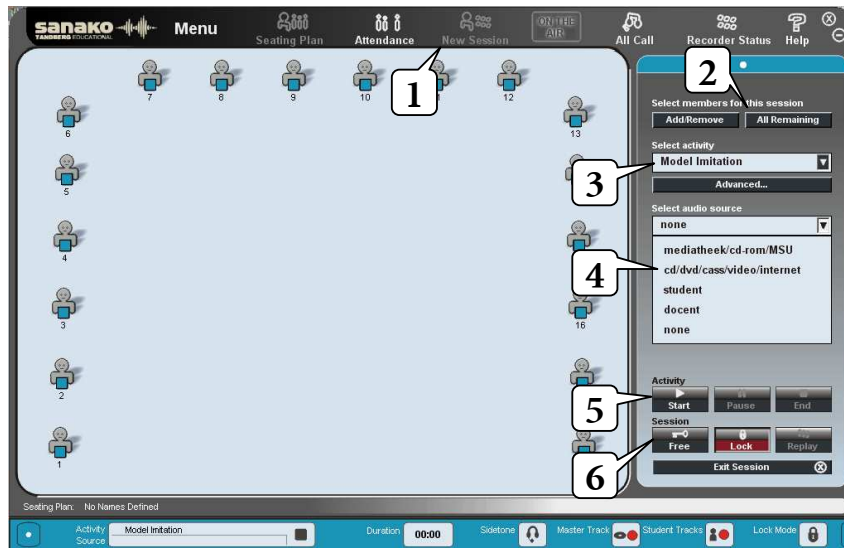 sanako
TANDBERG EDUCATIONAL
Menu
Seating Plan
Attendance
New Session
ON THE
AIR
All Call
Recorder Status
Help
1
2
7
8
9
10
12
6
13
5
4
3
16
2
1
Select members for this session
Add/Remove
All Remaining
Select activity
3
Model Imitation
Advanced...
Select audio source
none
mediatheek/cd-rom/MSU
4
cd/dvd/cass/video/internet
student
docent
none
Activity
5
Start
Pause
End
Session
6
Free
Lock
Replay
Exit Session
Seating Plan: No Names Defined
Activity
Model Imitation
Source
Duration
00:00
Sidetone
Master Track
Student Tracks
Lock Mode